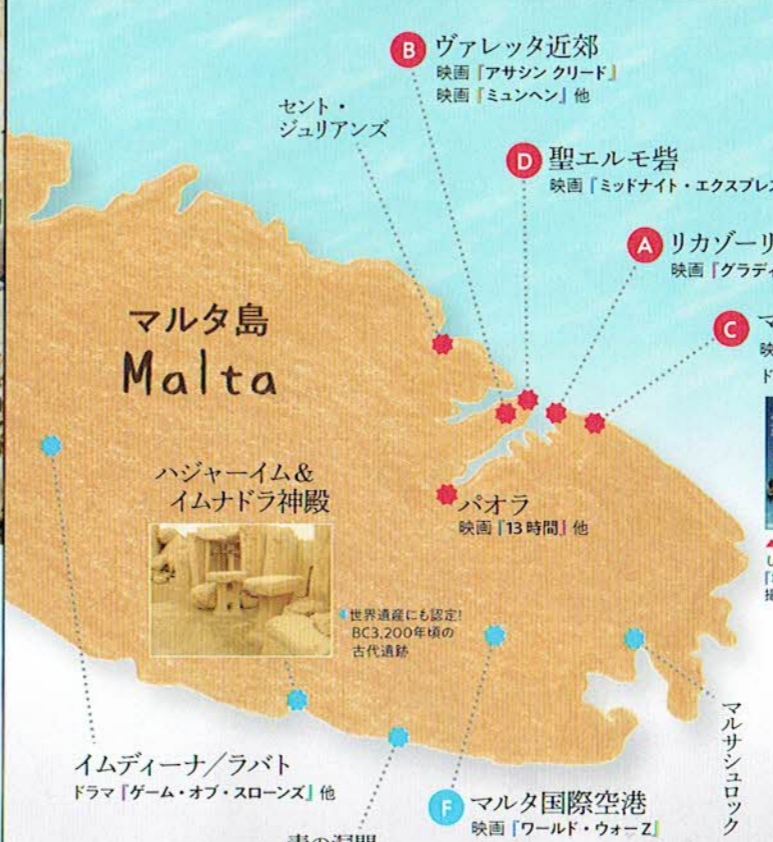 B ヴァレッタ近郊
映画『アサシン クリード』
映画『ミュンヘン』他
セント・
ジュリアンズ
D 聖エルモ砦
映画『ミッドナイト・エクスプレス
A リカゾーリ
映画『グラディ
C マ
映
ド
マルタ島
Malta
ハジャーイム&
イムナドラ神殿
パオラ
映画『13時間』他
世界遺産にも認定!
BC3,200年頃の
古代遺跡
マルサシュロック
イムディーナ/ラバト
ドラマ『ゲーム・オブ・スローンズ』他
F マルタ国際空港
映画『ワールド・ウォーZ』
青の洞門